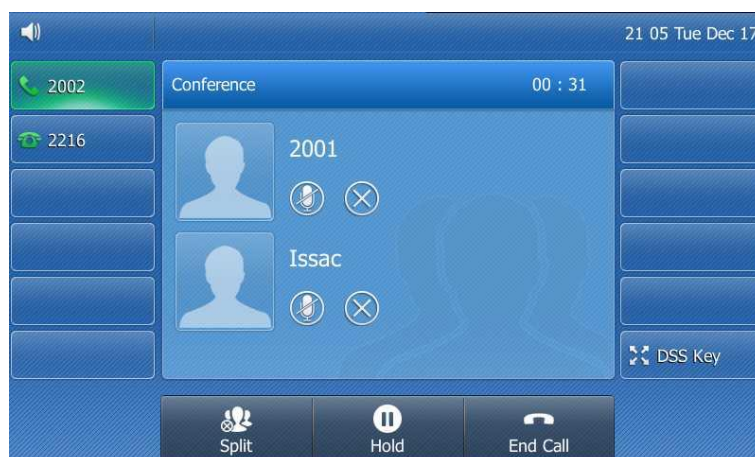 21 05 Tue Dec 17
2002
Conference 00 : 31
2216
2001
Issac
DSS Key
Split Hold End Call